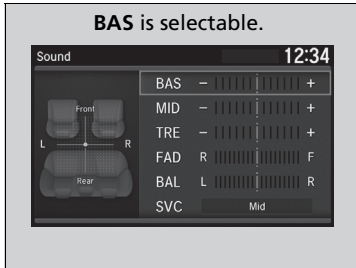 BAS is selectable.
Sound 12:34
BAS - +
MID - +
TRE - +
FAD R F
BAL L R
SVC Mid
Front
L R
Rear